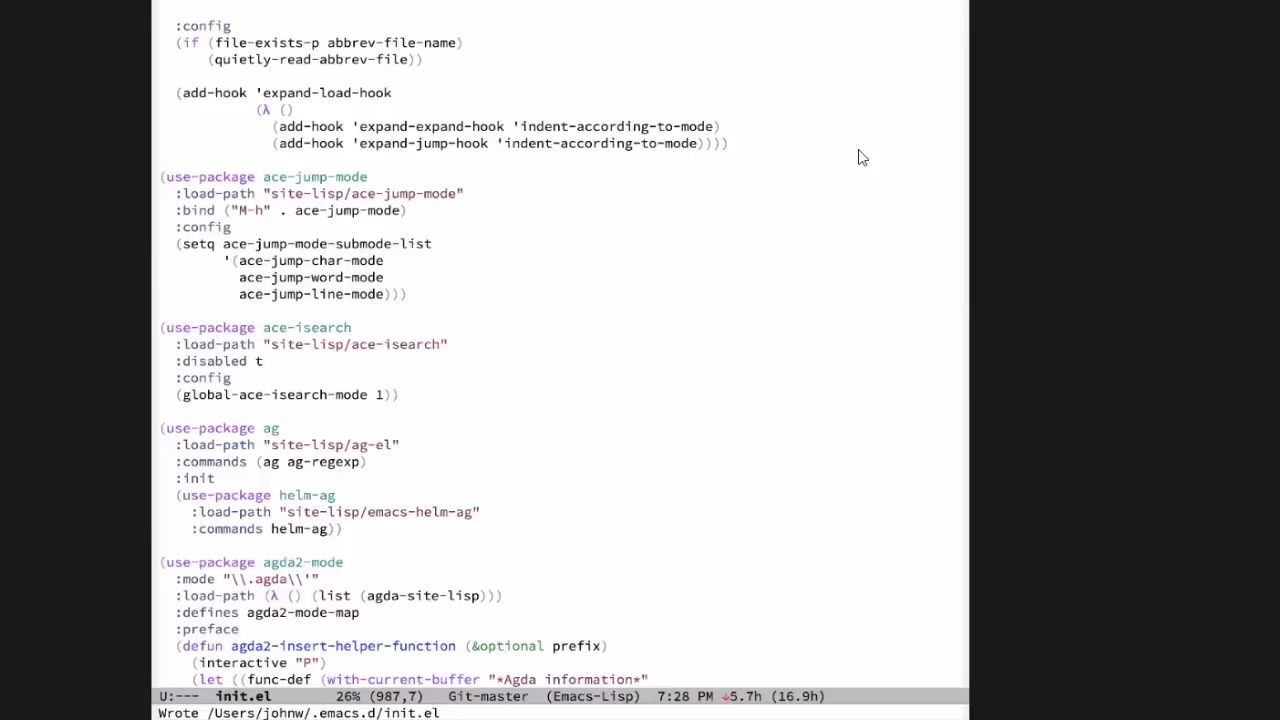 :config
(if (file-exists-p abbrev-file-name)
(quietly-read-abbrev-file))
(add-hook 'expand-load-hook
(λ ()
(add-hook 'expand-expand-hook 'indent-according-to-mode)
(add-hook 'expand-jump-hook 'indent-according-to-mode))))
(use-package ace-jump-mode
:load-path "site-lisp/ace-jump-mode"
:bind ("M-h" . ace-jump-mode)
:config
(setq ace-jump-mode-submode-list
'(ace-jump-char-mode
ace-jump-word-mode
ace-jump-line-mode)))
(use-package ace-isearch
:load-path "site-lisp/ace-isearch"
:disabled t
:config
(global-ace-isearch-mode 1))
(use-package ag
:load-path "site-lisp/ag-el"
:commands (ag ag-regexp)
:init
(use-package helm-ag
:load-path "site-lisp/emacs-helm-ag"
:commands helm-ag))
(use-package agda2-mode
:mode "\\.agda\\'"
:load-path (λ () (list (agda-site-lisp)))
:defines agda2-mode-map
:preface
(defun agda2-insert-helper-function (&optional prefix)
(interactive "P")
(let ((func-def (with-current-buffer "*Agda information*"
U:--- init.el 26% (987,7) Git-master (Emacs-Lisp) 7:28 PM ↓5.7h (16.9h)
Wrote /Users/johnw/.emacs.d/init.el